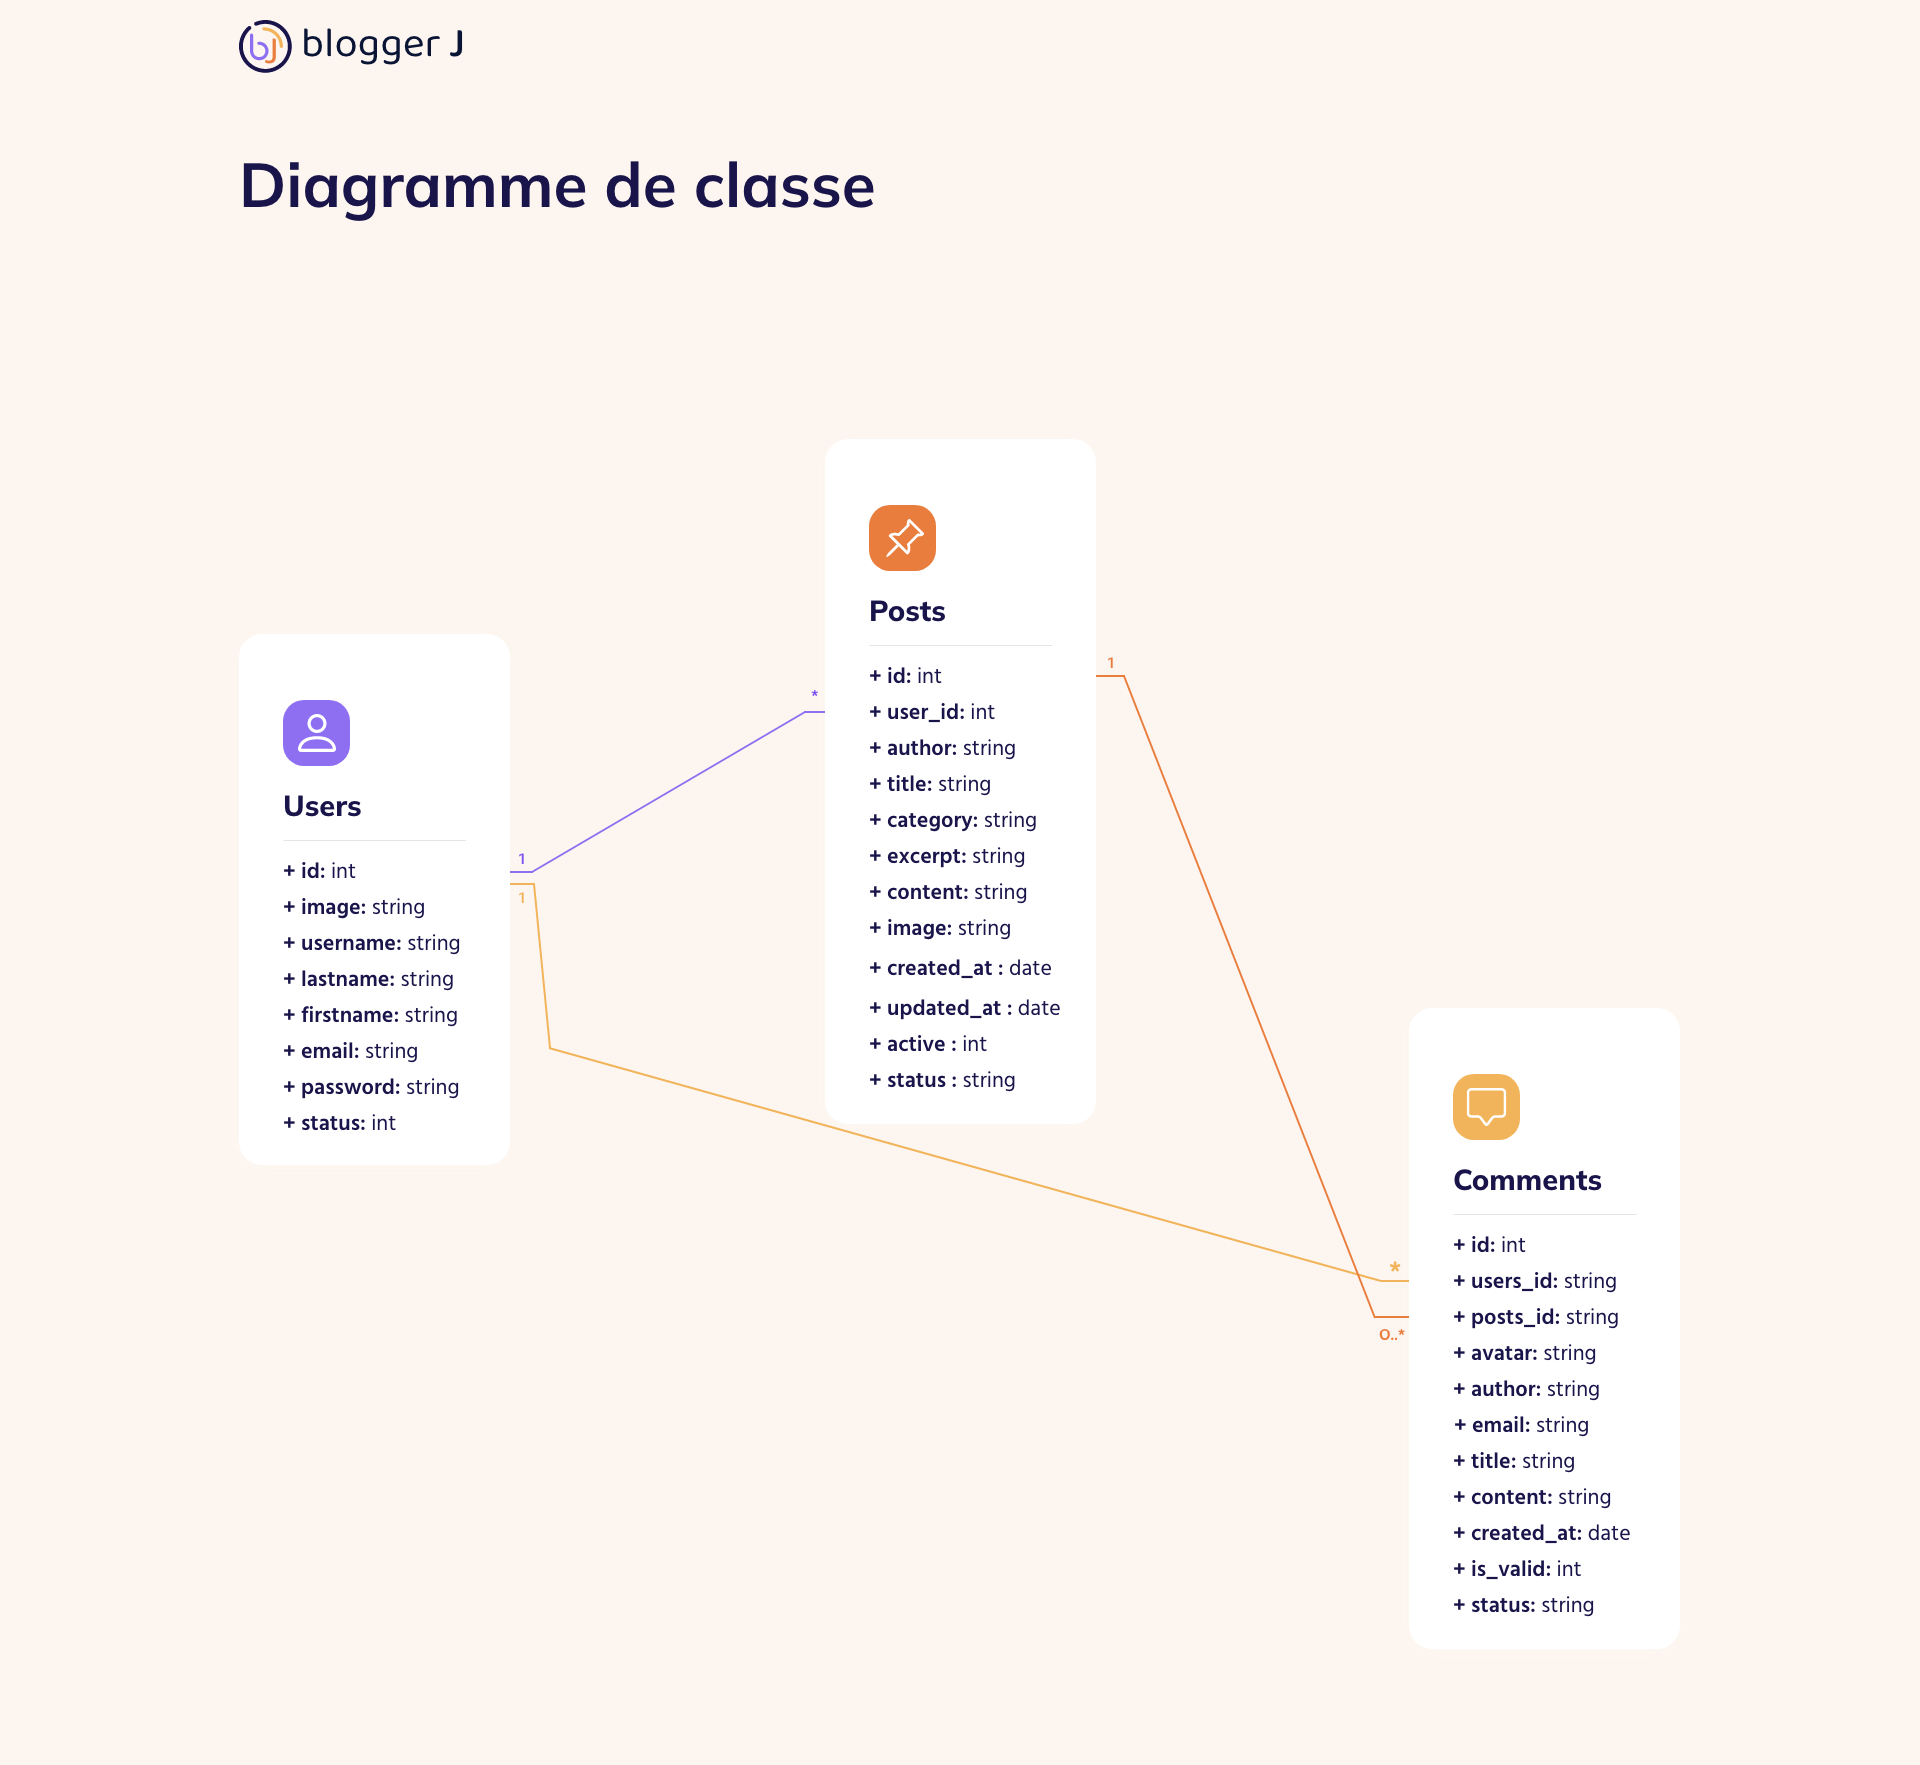 blogger J
Diagramme de classe
Users
+ id: int
+ image: string
+ username: string
+ lastname: string
+ firstname: string
+ email: string
+ password: string
+ status: int
1
1
*
Posts
+ id: int
+ user_id: int
+ author: string
+ title: string
+ category: string
+ excerpt: string
+ content: string
+ image: string
+ created_at : date
+ updated_at : date
+ active : int
+ status : string
1
*
O..*
Comments
+ id: int
+ users_id: string
+ posts_id: string
+ avatar: string
+ author: string
+ email: string
+ title: string
+ content: string
+ created_at: date
+ is_valid: int
+ status: string